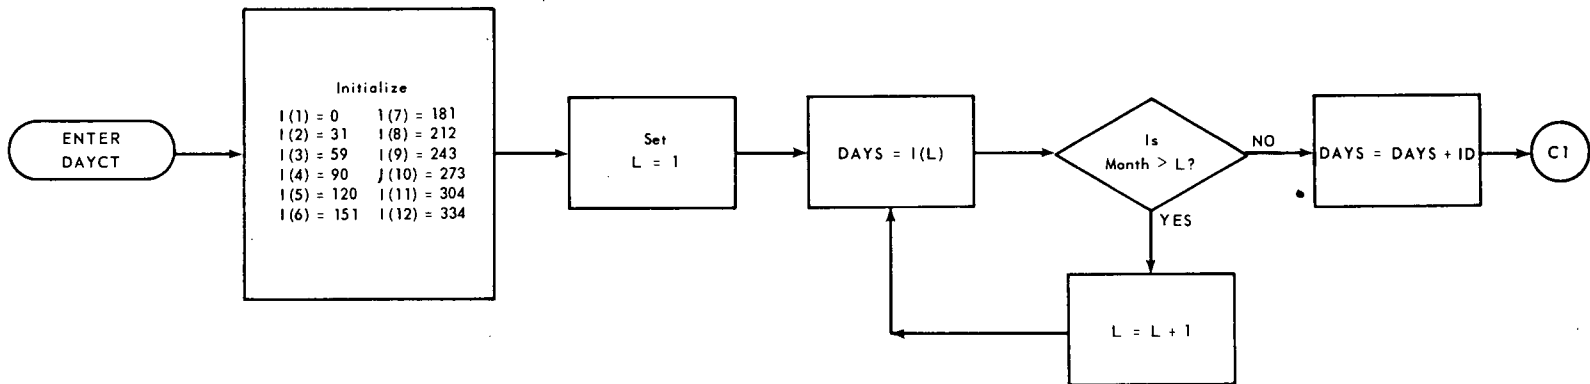 ENTER
DAYCT
Initialize
I(1) = 0 I(7) = 181
I(2) = 31 I(8) = 212
I(3) = 59 I(9) = 243
I(4) = 90 I(10) = 273
I(5) = 120 I(11) = 304
I(6) = 151 I(12) = 334
Set
L = 1
DAYS = I(L)
Is
Month > L?
NO
YES
L = L + 1
DAYS = DAYS + ID
C1